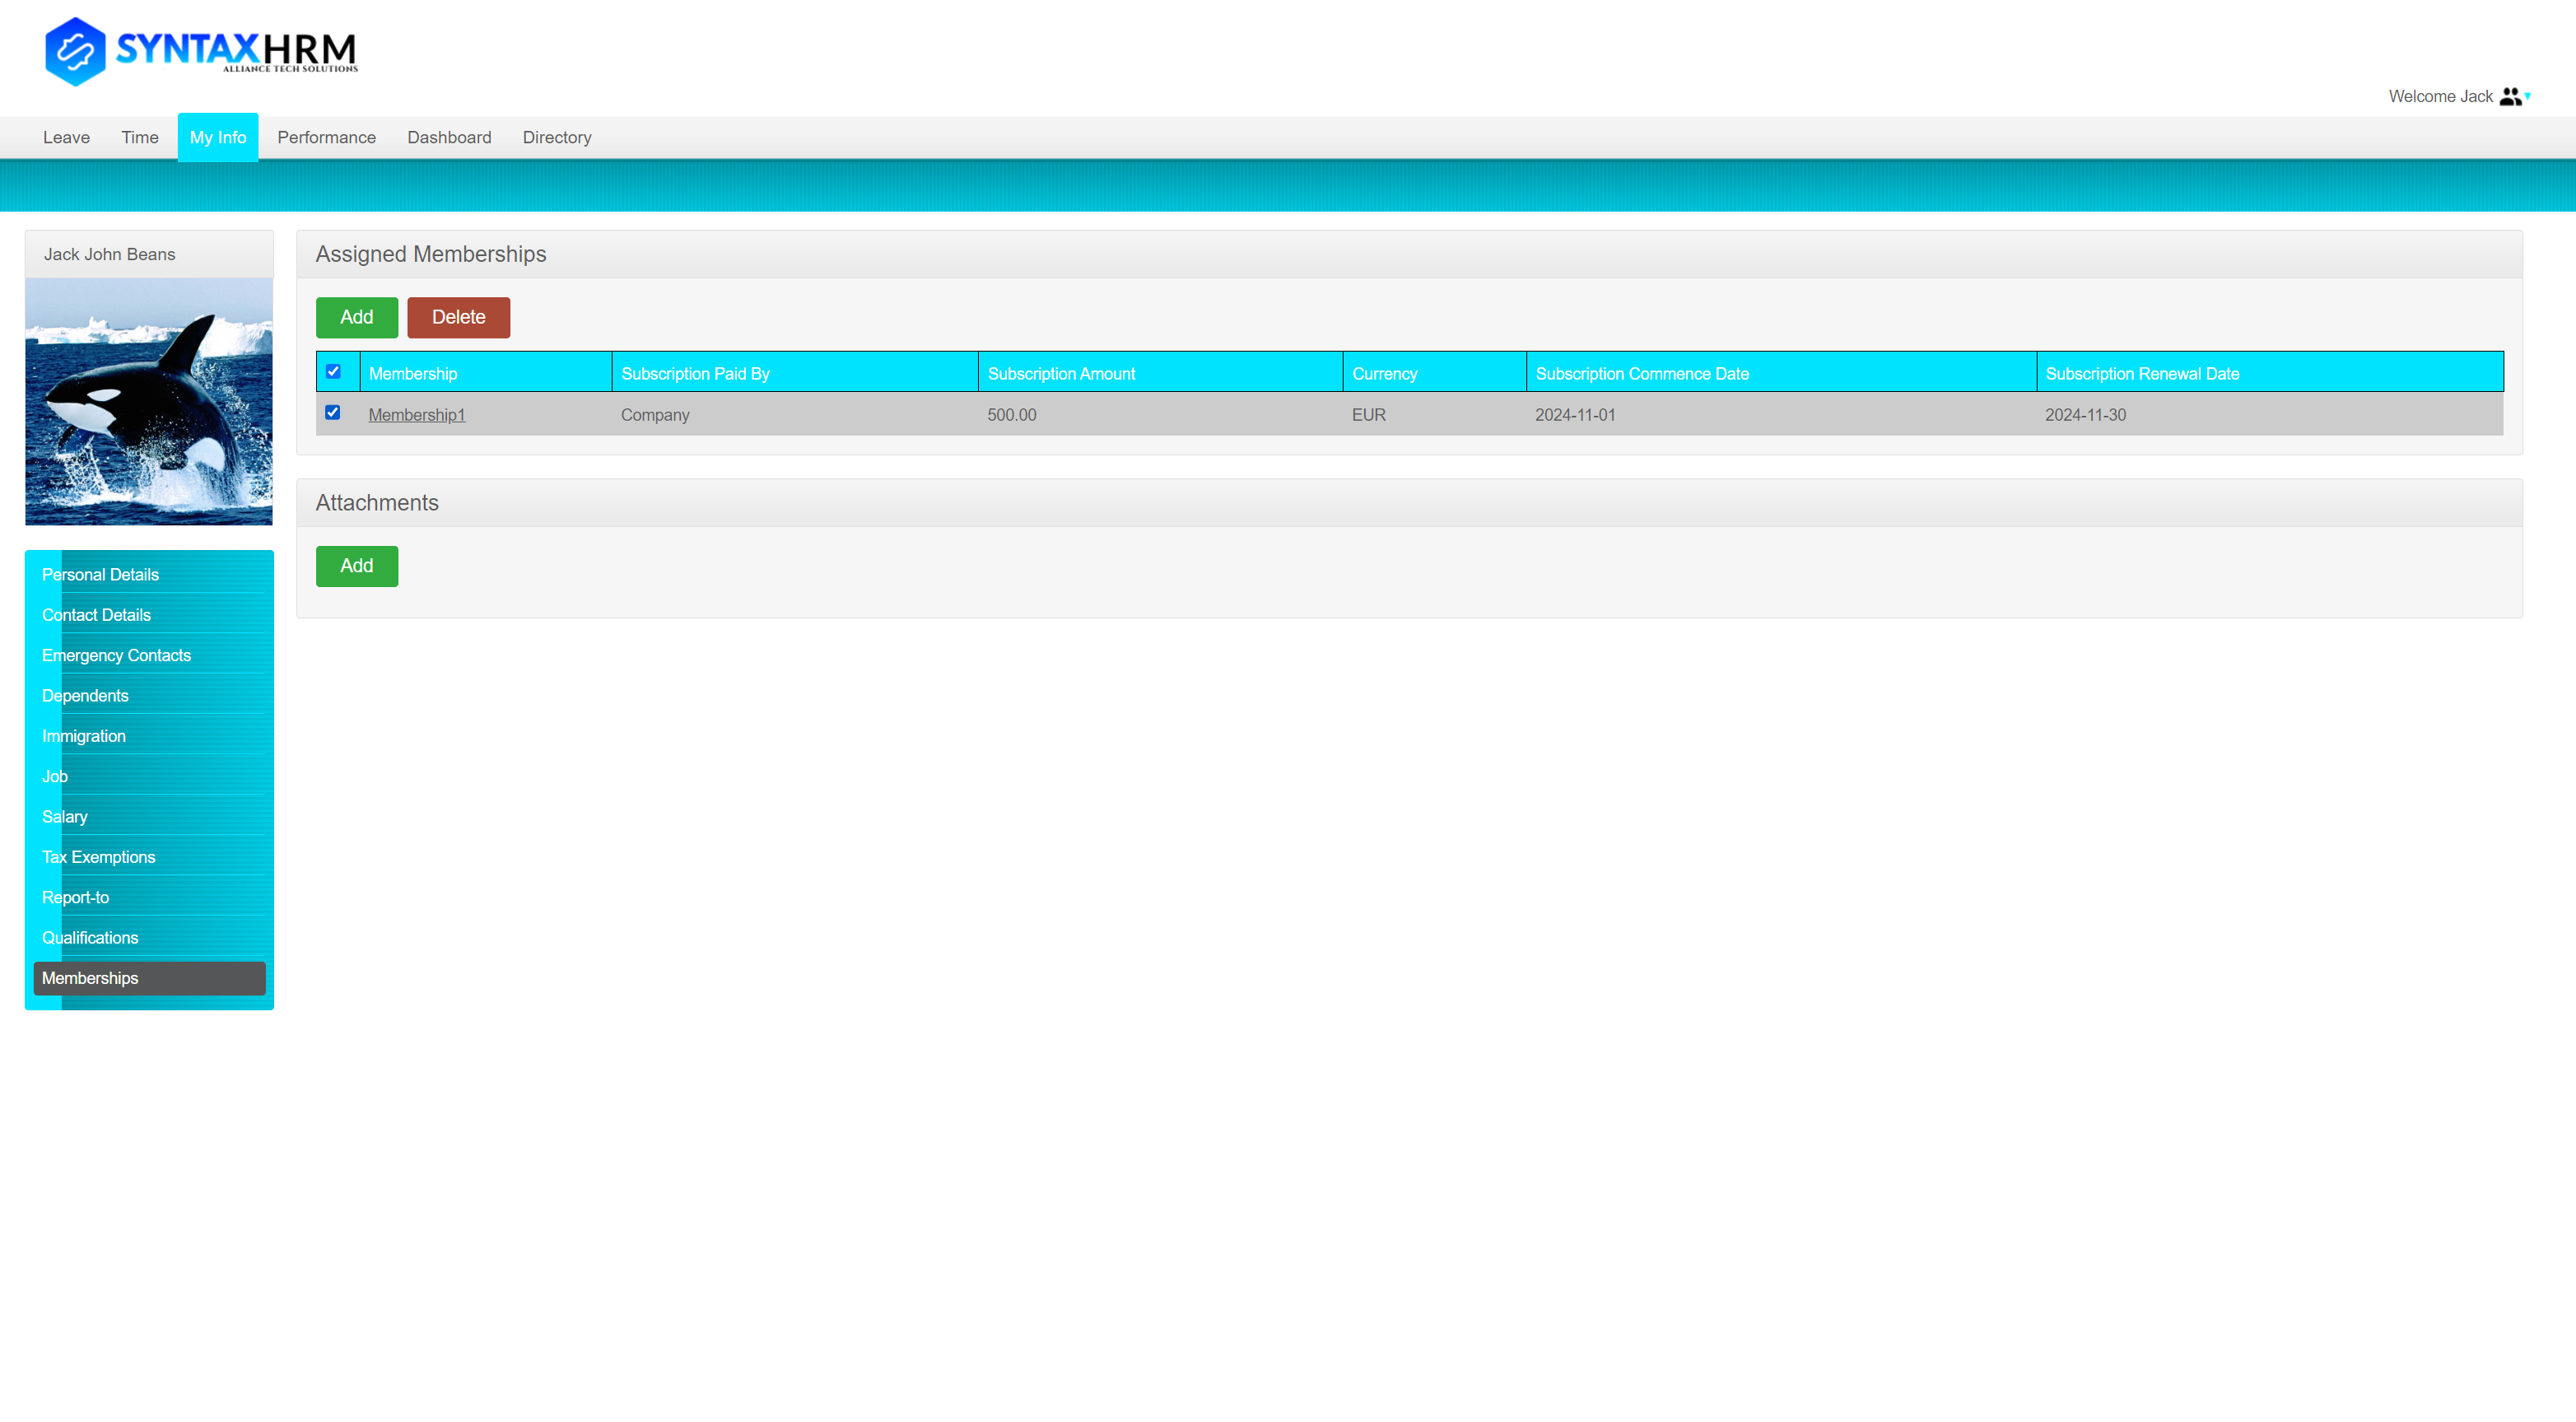 SYNTAXHRM
ALLIANCE TECH SOLUTIONS
Welcome Jack
Leave Time My Info Performance Dashboard Directory
Jack John Beans
Assigned Memberships
Add Delete
Membership Subscription Paid By Subscription Amount Currency Subscription Commence Date Subscription Renewal Date
Membership1 Company 500.00 EUR 2024-11-01 2024-11-30
Attachments
Add
Personal Details
Contact Details
Emergency Contacts
Dependents
Immigration
Job
Salary
Tax Exemptions
Report-to
Qualifications
Memberships